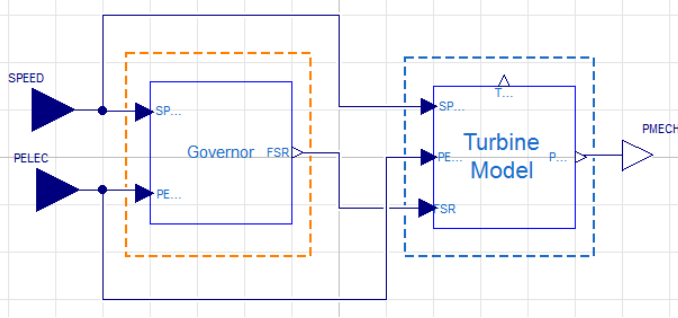 SPEED
PELEC
SP...
PE...
Governor
FSR
SP...
PE...
FSR
T...
Turbine
Model
P...
PMECH